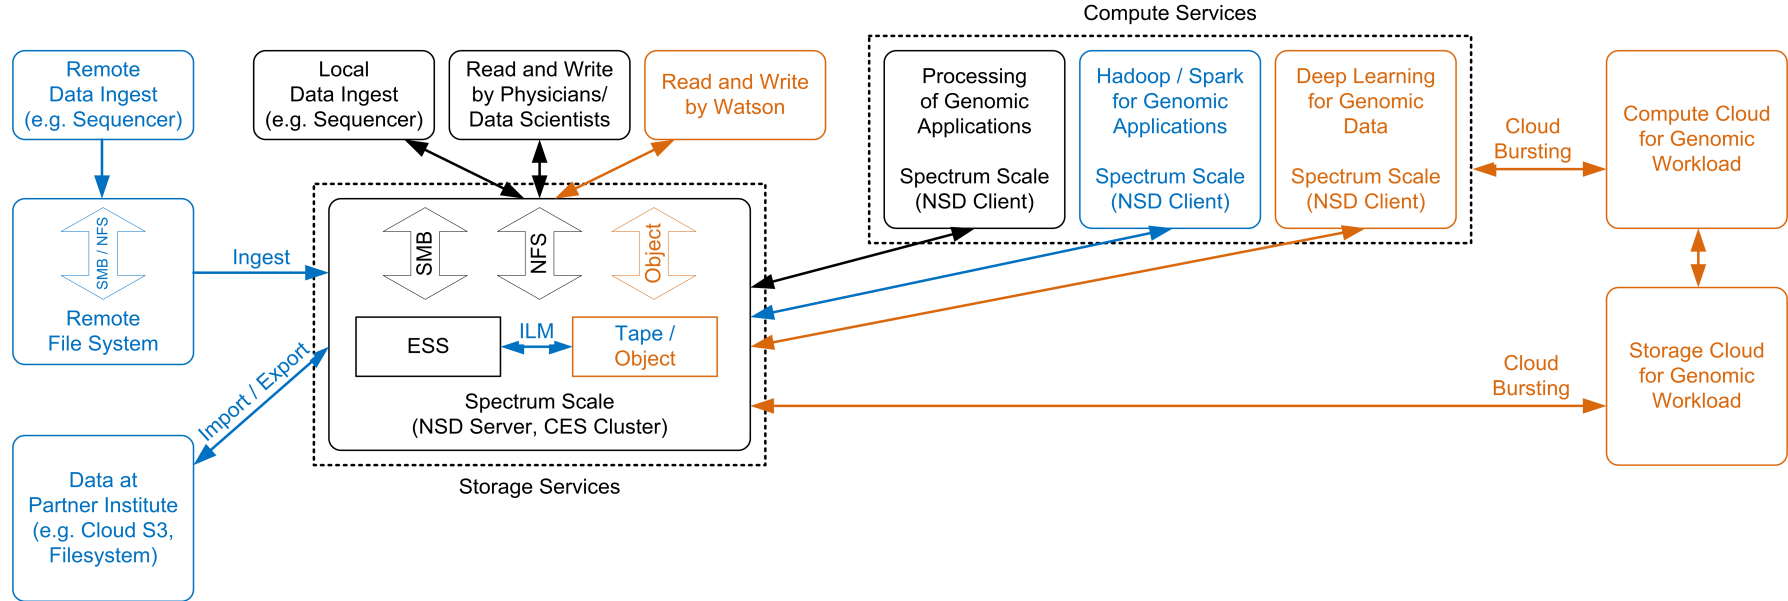 Compute Services
Remote
Data Ingest
(e.g. Sequencer)
Local
Data Ingest
(e.g. Sequencer)
Read and Write
by Physicians/
Data Scientists
Read and Write
by Watson
Processing
of Genomic
Applications
Spectrum Scale
(NSD Client)
Hadoop / Spark
for Genomic
Applications
Spectrum Scale
(NSD Client)
Deep Learning
for Genomic
Data
Spectrum Scale
(NSD Client)
Cloud
Bursting
Compute Cloud
for Genomic
Workload
SMB / NFS
Remote
File System
Ingest
SMB
NFS
Object
ESS
ILM
Tape /
Object
Spectrum Scale
(NSD Server, CES Cluster)
Storage Services
Import / Export
Data at
Partner Institute
(e.g. Cloud S3,
Filesystem)
Cloud
Bursting
Storage Cloud
for Genomic
Workload